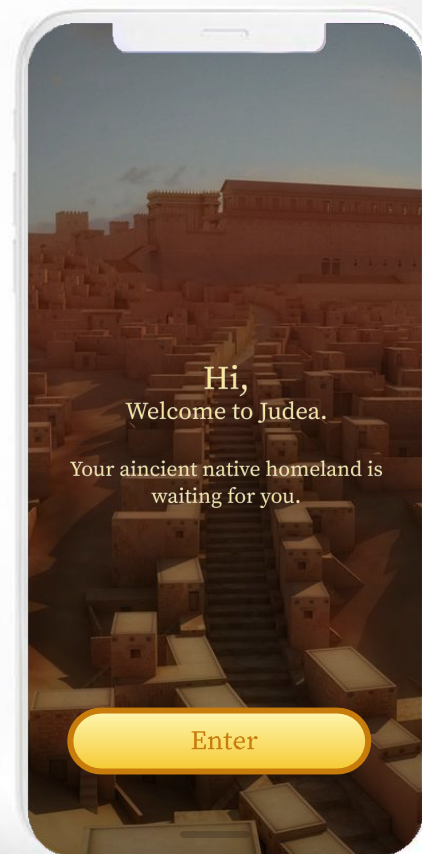 Hi,
Welcome to Judea.
Your aincient native homeland is
waiting for you.
Enter